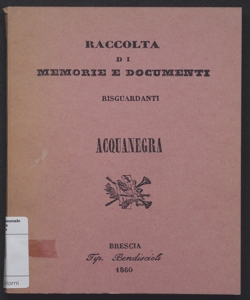 RACCOLTA
DI
MEMORIE E DOCUMENTI
RISGUARDANTI
ACQUANEGRA
BRESCIA
Tip. Bendiscioli
1860